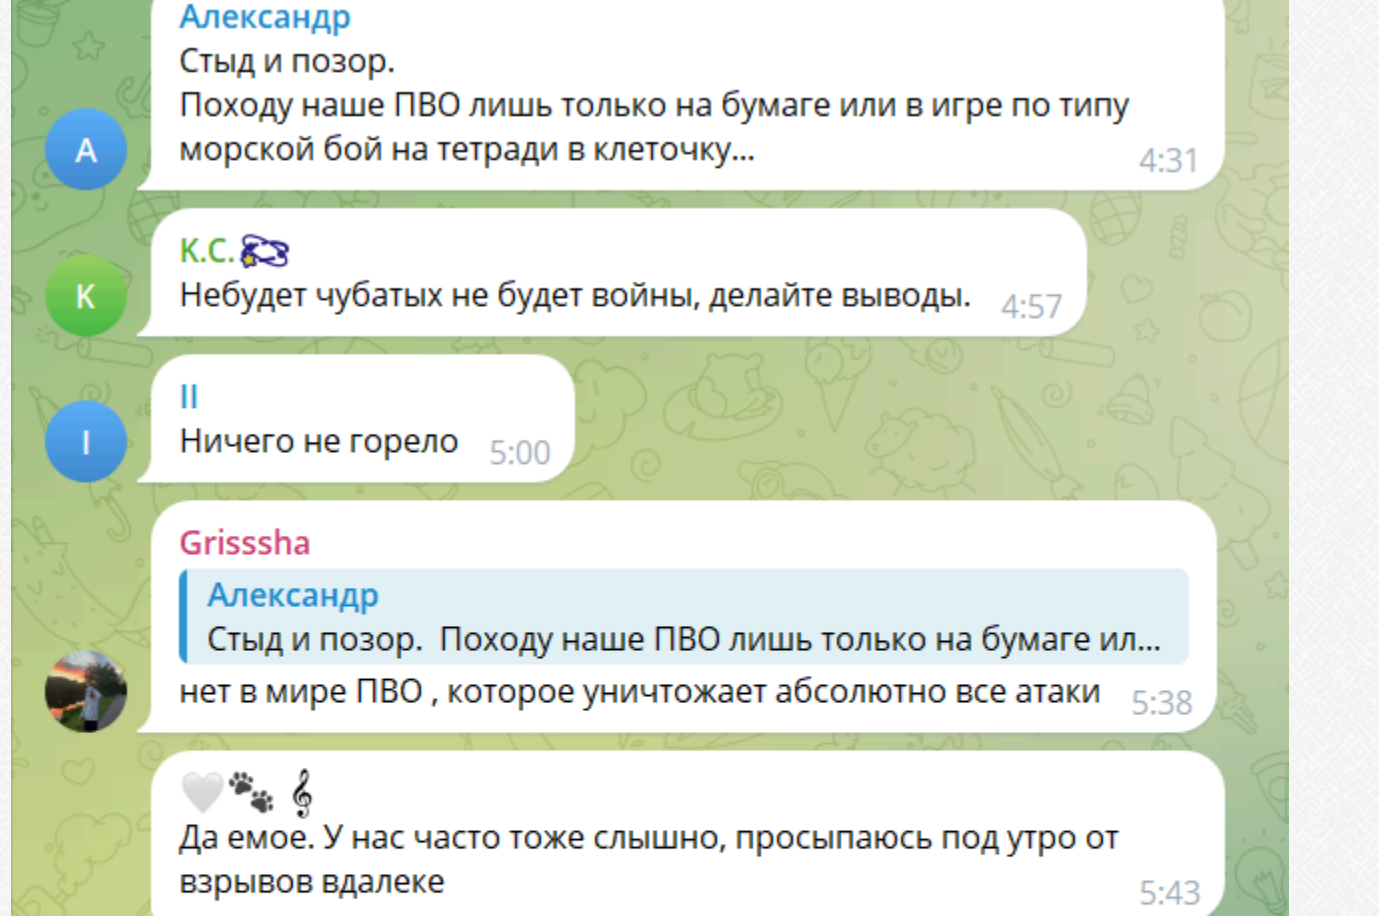 Александр
Стыд и позор.
Походу наше ПВО лишь только на бумаге или в игре по типу
морской бой на тетради в клеточку...
4:31
А
K.C.
Небудет чубатых не будет войны, делайте выводы. 4:57
K
II
Ничего не горело 5:00
I
Grisssha
Александр
Стыд и позор. Походу наше ПВО лишь только на бумаге ил...
нет в мире ПВО , которое уничтожает абсолютно все атаки 5:38
Да емое. У нас часто тоже слышно, просыпаюсь под утро от
взрывов вдалеке
5:43